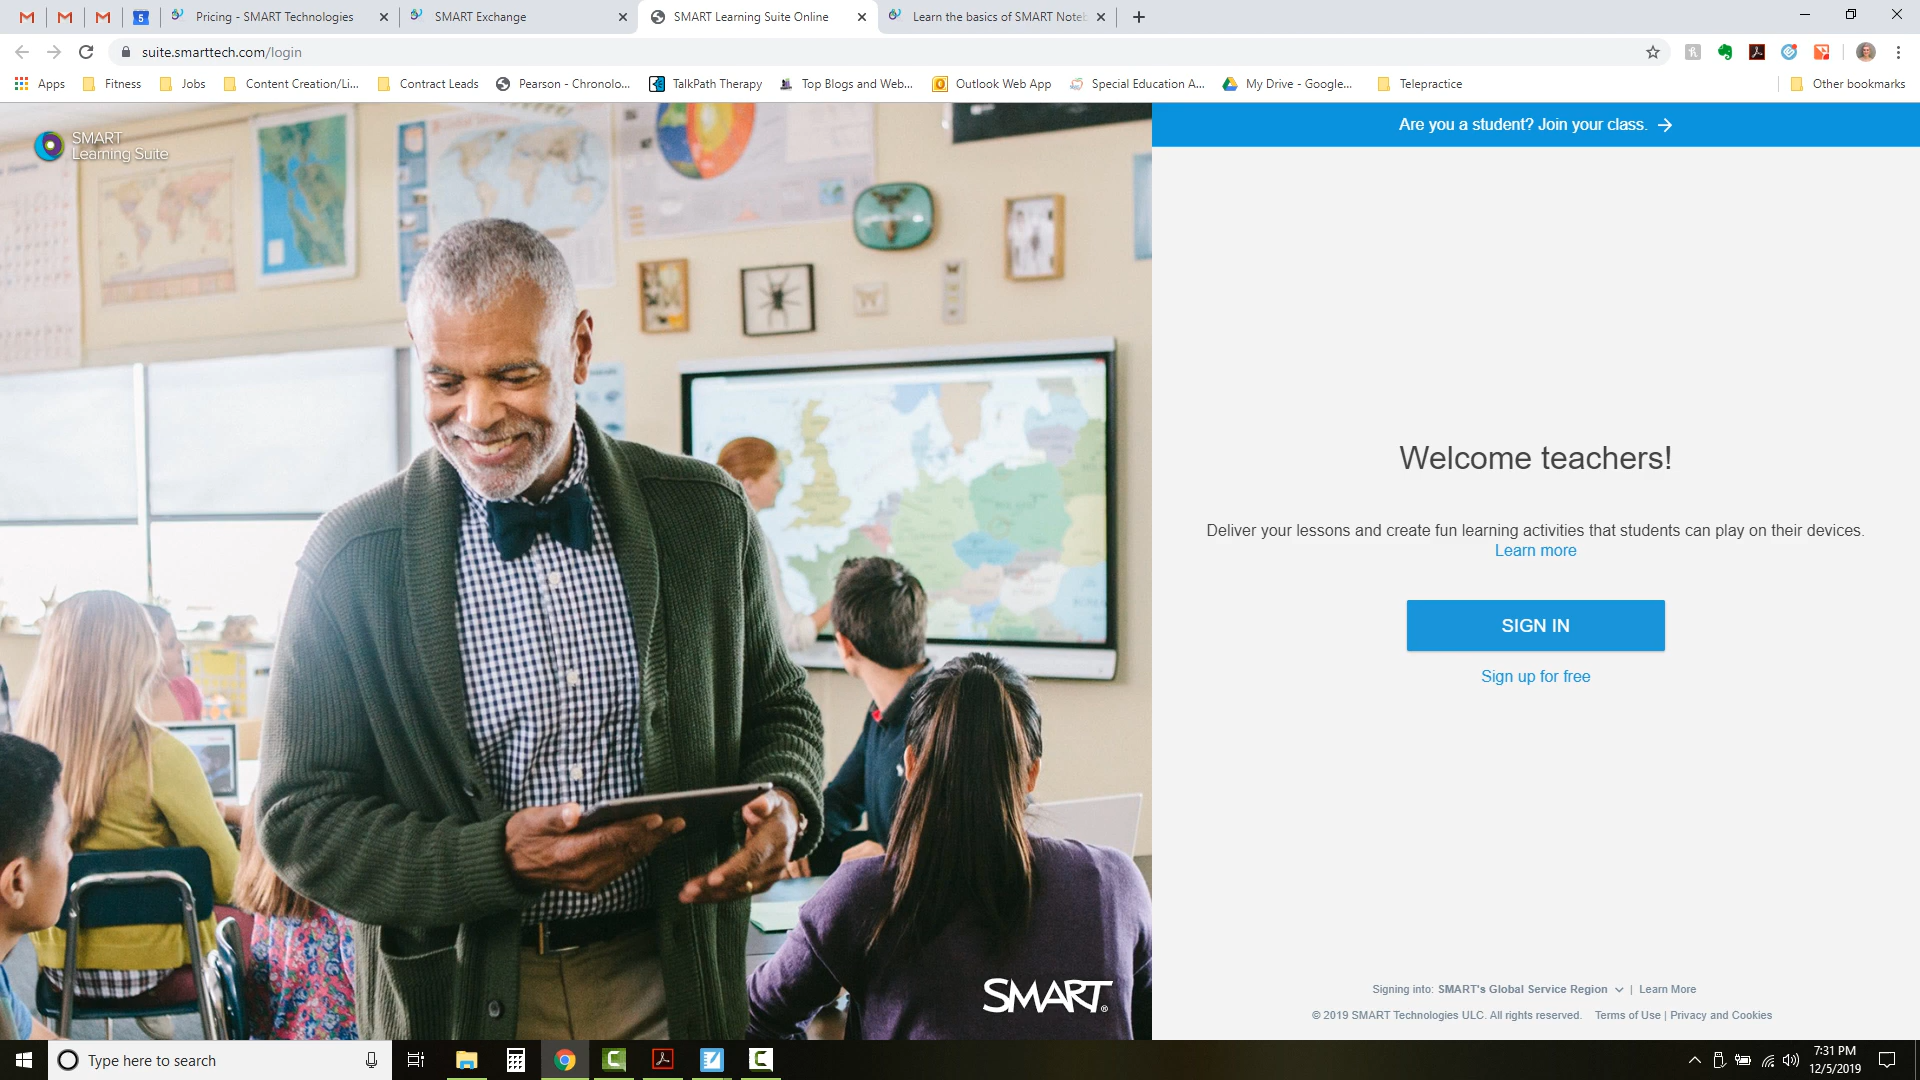 5
Pricing - SMART Technologies
SMART Exchange
SMART Learning Suite Online
Learn the basics of SMART Noteb
suite.smarttech.com/login
Apps
Fitness
Jobs
Content Creation/Li...
Contract Leads
Pearson - Chronolo...
TalkPath Therapy
Top Blogs and Web...
Outlook Web App
Special Education A...
My Drive - Google...
Telepractice
Other bookmarks
SMART
Learning Suite
Are you a student? Join your class.
Welcome teachers!
Deliver your lessons and create fun learning activities that students can play on their devices.
Learn more
SIGN IN
Sign up for free
SMART
Signing into: SMART's Global Service Region | Learn More
© 2019 SMART Technologies ULC. All rights reserved. Terms of Use | Privacy and Cookies
Type here to search
7:31 PM
12/5/2019